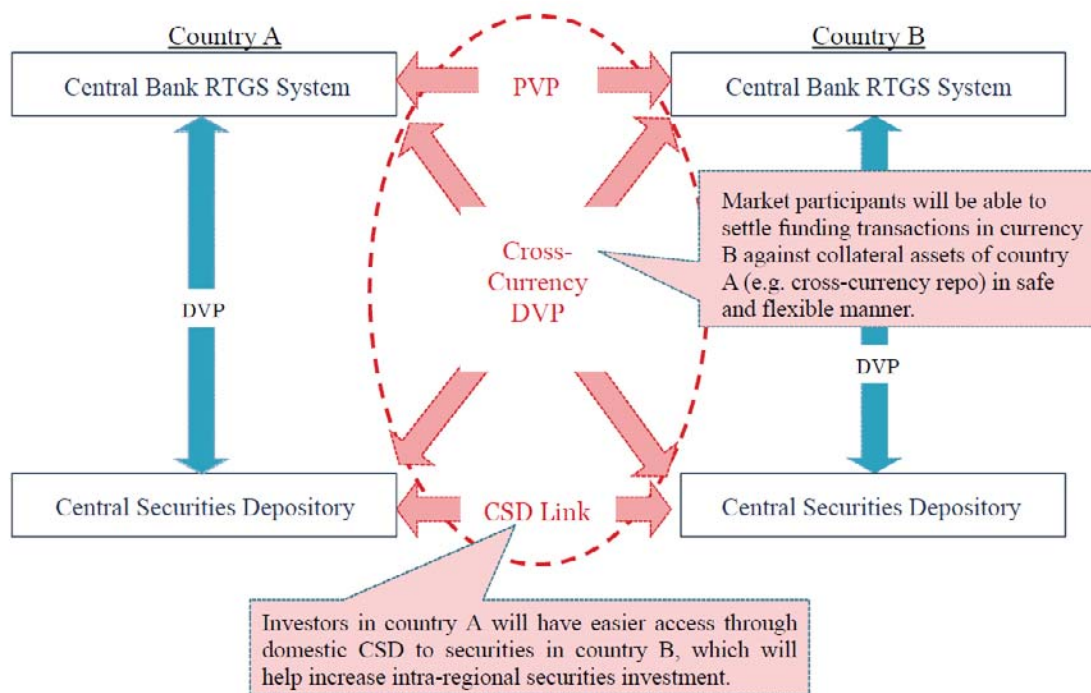 Country A
Country B
Central Bank RTGS System
PVP
Central Bank RTGS System
Market participants will be able to
settle funding transactions in currency
B against collateral assets of country
A (e.g. cross-currency repo) in safe
and flexible manner.
Cross-
Currency
DVP
DVP
DVP
Central Securities Depository
CSD Link
Central Securities Depository
Investors in country A will have easier access through
domestic CSD to securities in country B, which will
help increase intra-regional securities investment.